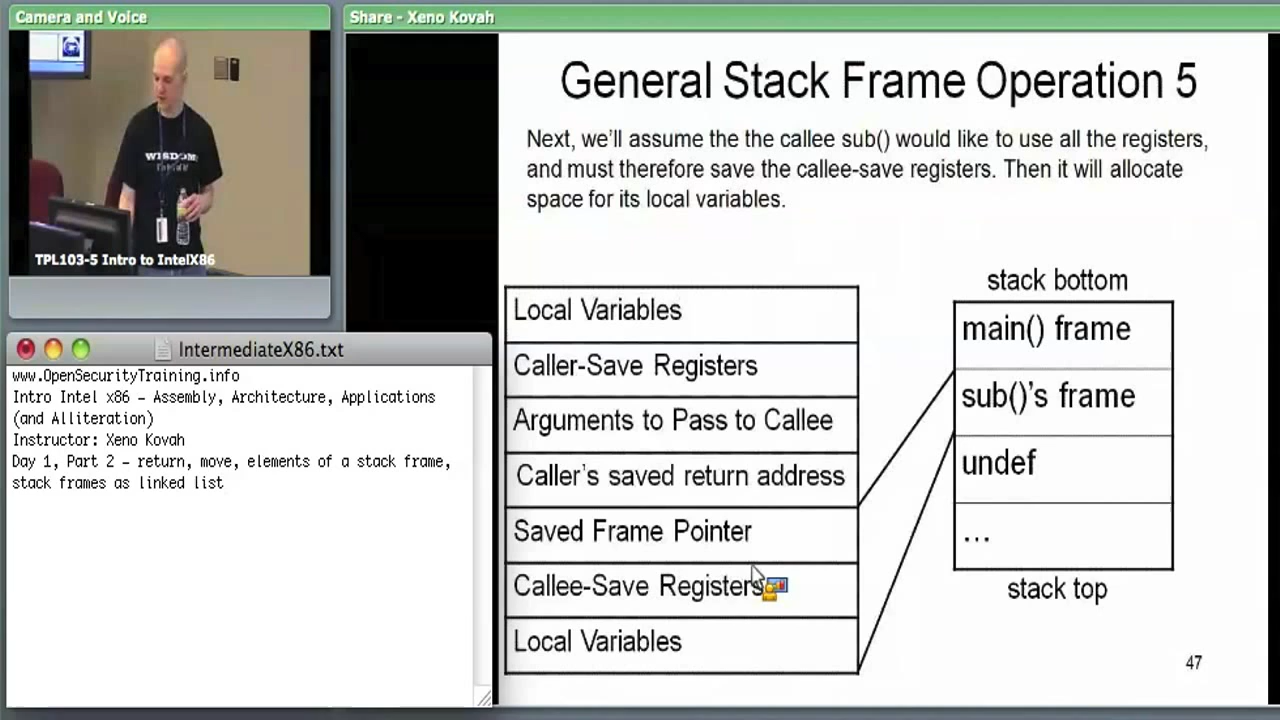 Camera and Voice
Share - Xeno Kovah
WISDOM
TPL103-5 Intro to IntelX86
IntermediateX86.txt
www.OpenSecurityTraining.info
Intro Intel x86 – Assembly, Architecture, Applications
(and Alliteration)
Instructor: Xeno Kovah
Day 1, Part 2 – return, move, elements of a stack frame,
stack frames as linked list
General Stack Frame Operation 5
Next, we'll assume the the callee sub() would like to use all the registers,
and must therefore save the callee-save registers. Then it will allocate
space for its local variables.
Local Variables
Caller-Save Registers
Arguments to Pass to Callee
Caller's saved return address
Saved Frame Pointer
Callee-Save Registers
Local Variables
stack bottom
main() frame
sub()'s frame
undef
…
stack top
47